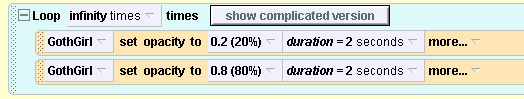 Loop infinity times times show complicated version
GothGirl set opacity to 0.2 (20%) duration = 2 seconds more...
GothGirl set opacity to 0.8 (80%) duration = 2 seconds more...